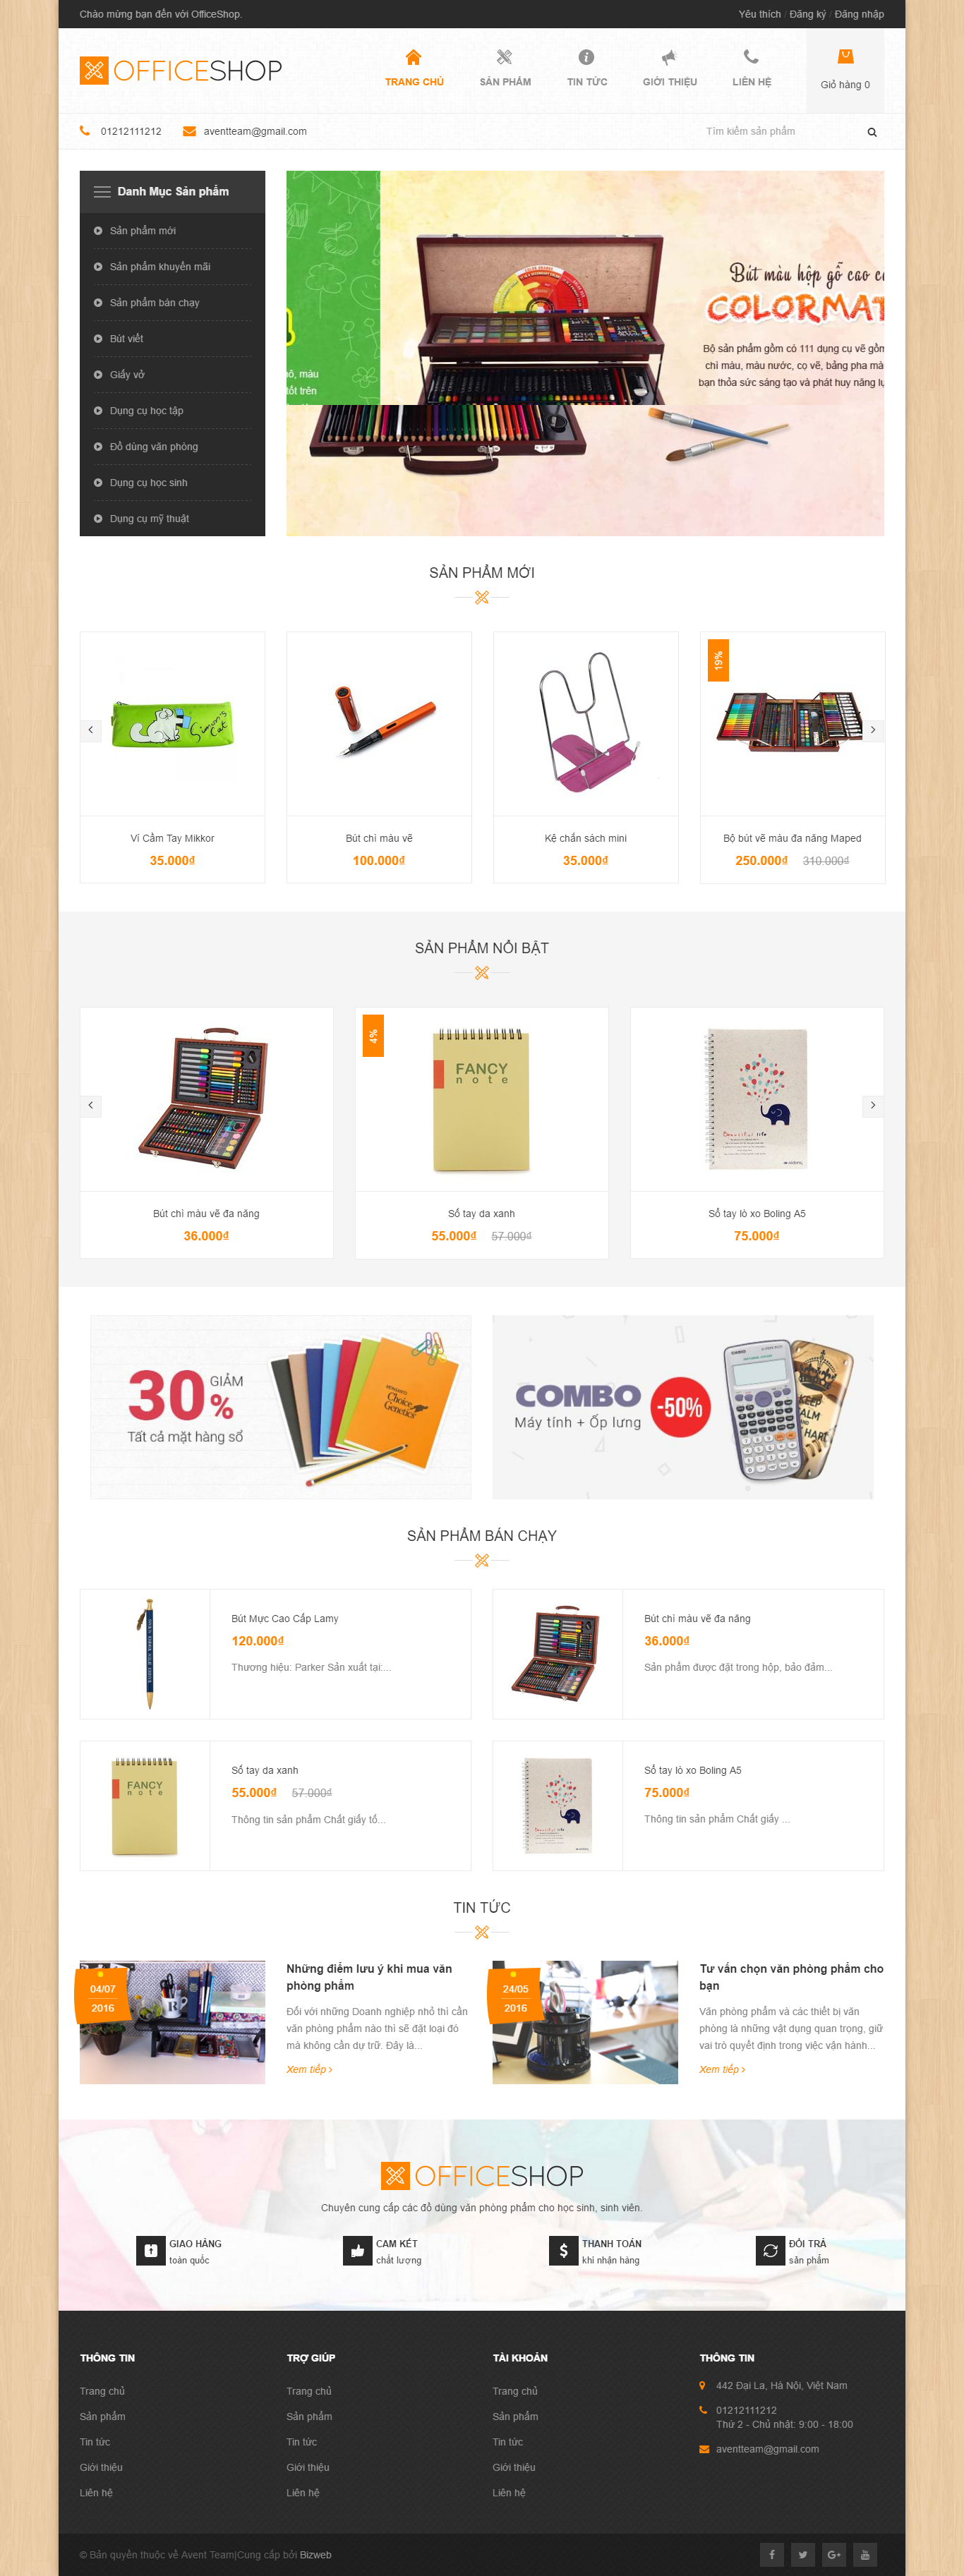 Chào mừng bạn đến với OfficeShop.
Yêu thích / Đăng ký / Đăng nhập
OFFICESHOP
TRANG CHỦ
SẢN PHẨM
TIN TỨC
GIỚI THIỆU
LIÊN HỆ
Giỏ hàng 0
01212111212
aventteam@gmail.com
Tìm kiếm sản phẩm
Danh Mục Sản phẩm
Sản phẩm mới
Sản phẩm khuyến mãi
Sản phẩm bán chạy
Bút viết
Giấy vở
Dụng cụ học tập
Đồ dùng văn phòng
Dụng cụ học sinh
Dụng cụ mỹ thuật
Bút màu hộp gỗ cao c
COLORMAT
Bộ sản phẩm gồm có 111 dụng cụ vẽ gồm
chì màu, màu nước, cọ vẽ, bảng pha mà
bạn thỏa sức sáng tạo và phát huy năng lự
nô, màu
tốt trên
SẢN PHẨM MỚI
19%
Simon's Cat
Ví Cầm Tay Mikkor
35.000₫
Bút chì màu vẽ
100.000₫
Kệ chắn sách mini
35.000₫
Bộ bút vẽ màu đa năng Maped
250.000₫ 310.000₫
SẢN PHẨM NỔI BẬT
4%
FANCY
note
Beautiful life
Bút chì màu vẽ đa năng
36.000₫
Sổ tay da xanh
55.000₫ 57.000₫
Sổ tay lò xo Boling A5
75.000₫
30% GIẢM
Tất cả mặt hàng sổ
Choice Genetics
COMBO
Máy tính + Ốp lưng
-50%
CASIO
KEEP
CALM
SẢN PHẨM BÁN CHẠY
Bút Mực Cao Cấp Lamy
120.000₫
Thương hiệu: Parker Sản xuất tại:...
Bút chì màu vẽ đa năng
36.000₫
Sản phẩm được đặt trong hộp, bảo đảm...
FANCY
note
Sổ tay da xanh
55.000₫ 57.000₫
Thông tin sản phẩm Chất giấy tố...
Sổ tay lò xo Boling A5
75.000₫
Thông tin sản phẩm Chất giấy ...
TIN TỨC
04/07
2016
R
Những điểm lưu ý khi mua văn
phòng phẩm
Đối với những Doanh nghiệp nhỏ thì cần
văn phòng phẩm nào thì sẽ đặt loại đó
mà không cần dự trữ. Đây là...
Xem tiếp
24/05
2016
Tư vấn chọn văn phòng phẩm cho
bạn
Văn phòng phẩm và các thiết bị văn
phòng là những vật dụng quan trọng, giữ
vai trò quyết định trong việc vận hành...
Xem tiếp
OFFICESHOP
Chuyên cung cấp các đồ dùng văn phòng phẩm cho học sinh, sinh viên.
GIAO HÀNG
toàn quốc
CAM KẾT
chất lượng
THANH TOÁN
khi nhận hàng
ĐỔI TRẢ
sản phẩm
THÔNG TIN
Trang chủ
Sản phẩm
Tin tức
Giới thiệu
Liên hệ
TRỢ GIÚP
Trang chủ
Sản phẩm
Tin tức
Giới thiệu
Liên hệ
TÀI KHOẢN
Trang chủ
Sản phẩm
Tin tức
Giới thiệu
Liên hệ
THÔNG TIN
442 Đại La, Hà Nội, Việt Nam
01212111212
Thứ 2 - Chủ nhật: 9:00 - 18:00
aventteam@gmail.com
© Bản quyền thuộc về Avent Team|Cung cấp bởi Bizweb